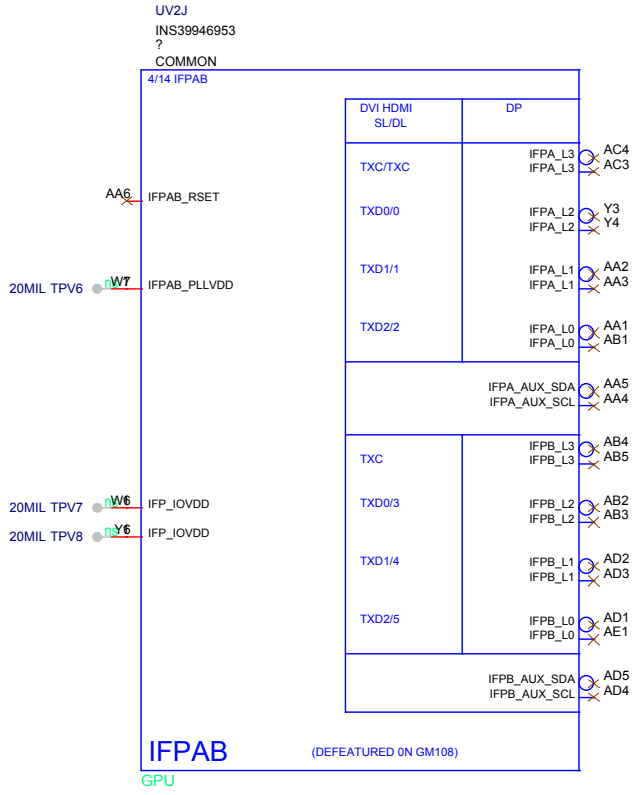 UV2J
INS39946953
?
COMMON
4/14 IFPAB
DVI HDMI DP
SL/DL
IFPA_L3 AC4
TXC/TXC IFPA_L3 AC3
AA6 IFPAB_RSET
TXD0/0 IFPA_L2 Y3
IFPA_L2 Y4
TXD1/1 IFPA_L1 AA2
20MIL TPV6 W7 IFPAB_PLLVDD IFPA_L1 AA3
TXD2/2 IFPA_L0 AA1
IFPA_L0 AB1
IFPA_AUX_SDA AA5
IFPA_AUX_SCL AA4
IFPB_L3 AB4
TXC IFPB_L3 AB5
20MIL TPV7 W6 IFP_IOVDD TXD0/3 IFPB_L2 AB2
IFPB_L2 AB3
20MIL TPV8 Y6 IFP_IOVDD
TXD1/4 IFPB_L1 AD2
IFPB_L1 AD3
TXD2/5 IFPB_L0 AD1
IFPB_L0 AE1
IFPB_AUX_SDA AD5
IFPB_AUX_SCL AD4
IFPAB (DEFEATURED 0N GM108)
GPU